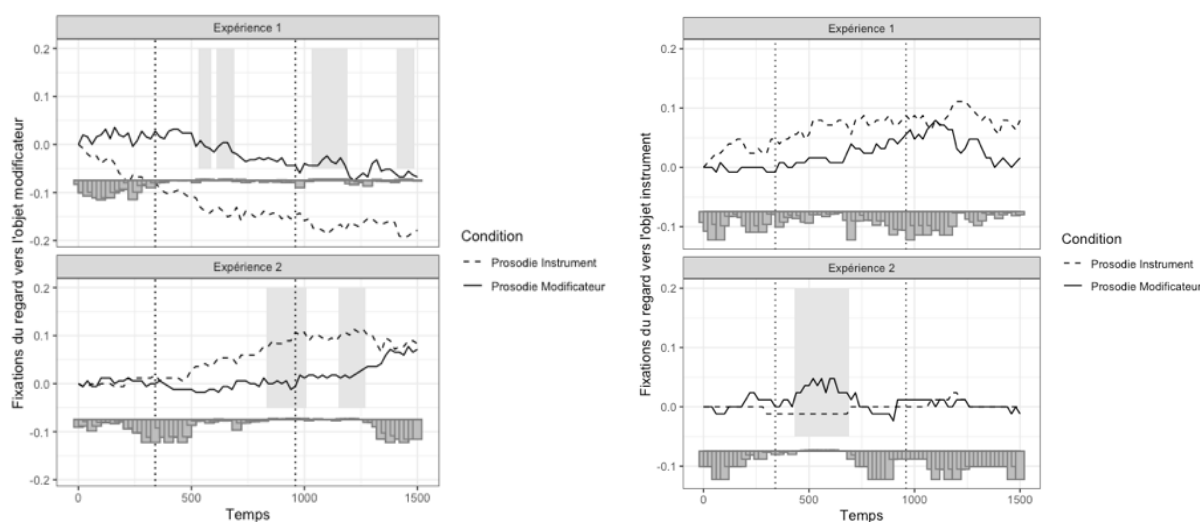 Expérience 1
0.2
0.1
0.0
-0.1
-0.2
Expérience 2
0.2
0.1
0.0
-0.1
-0.2
0
500
1000
1500
Temps
Fixations du regard vers l'objet modificateur
Condition
Prosodie Instrument
Prosodie Modificateur
Expérience 1
0.2
0.1
0.0
-0.1
Expérience 2
0.2
0.1
0.0
-0.1
0
500
1000
1500
Temps
Fixations du regard vers l'objet instrument
Condition
Prosodie Instrument
Prosodie Modificateur